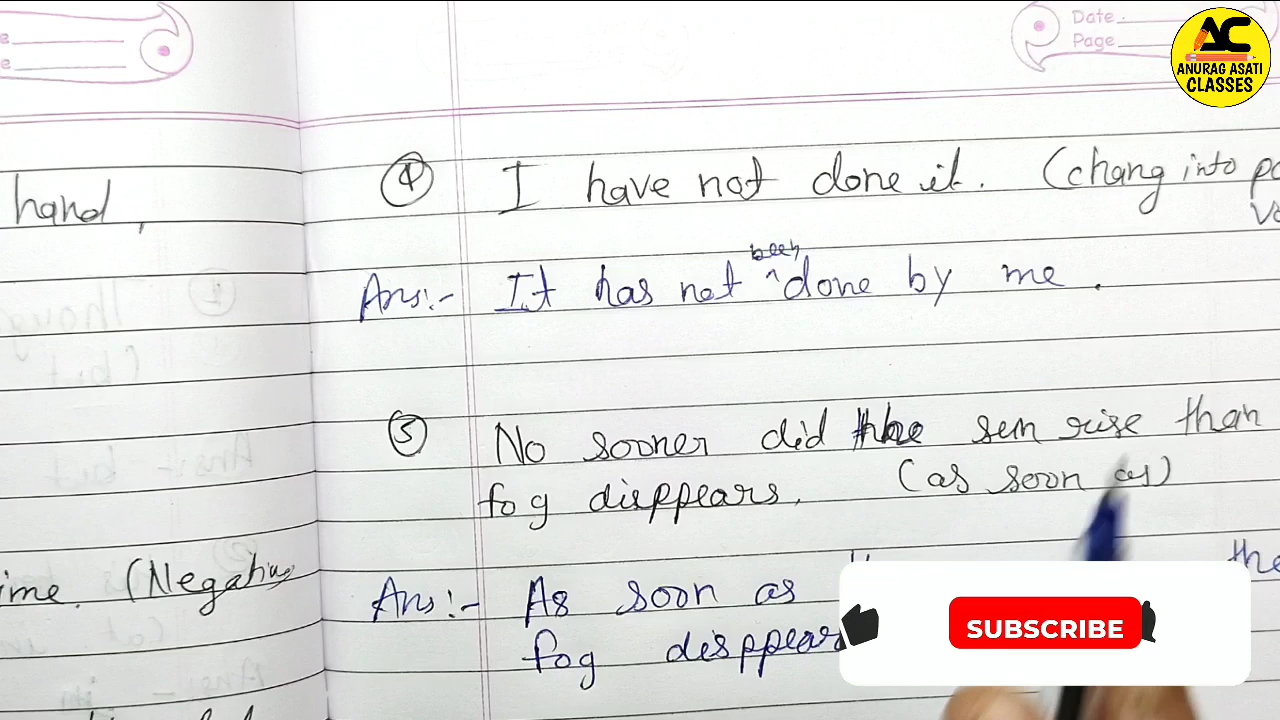 Date
Page
AC
ANURAG ASATI
CLASSES
hand,
④ I have not done it. (chang into
Ans:- It has not been done by me.
⑤ No sooner did the sun rise than
fog disppears. (as soon as)
ime. (Negative
Ans:- As soon as the
fog disppear
SUBSCRIBE